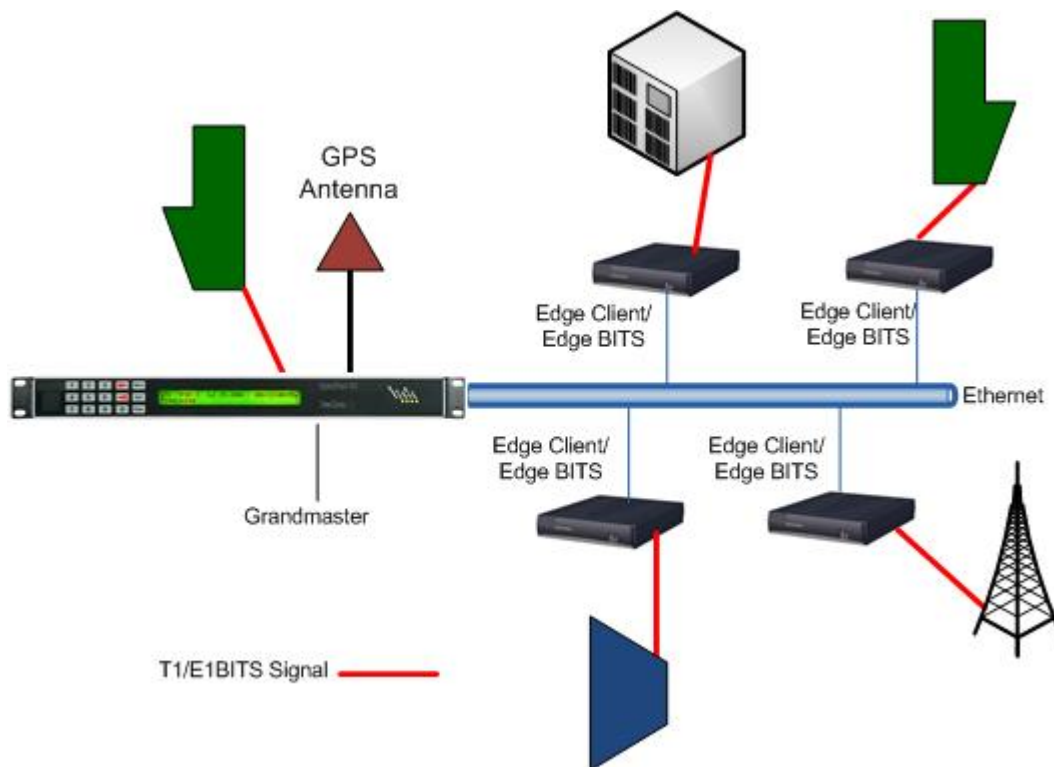 GPS
Antenna
Edge Client/
Edge BITS
Edge Client/
Edge BITS
Ethernet
Edge Client/
Edge BITS
Edge Client/
Edge BITS
Grandmaster
T1/E1BITS Signal